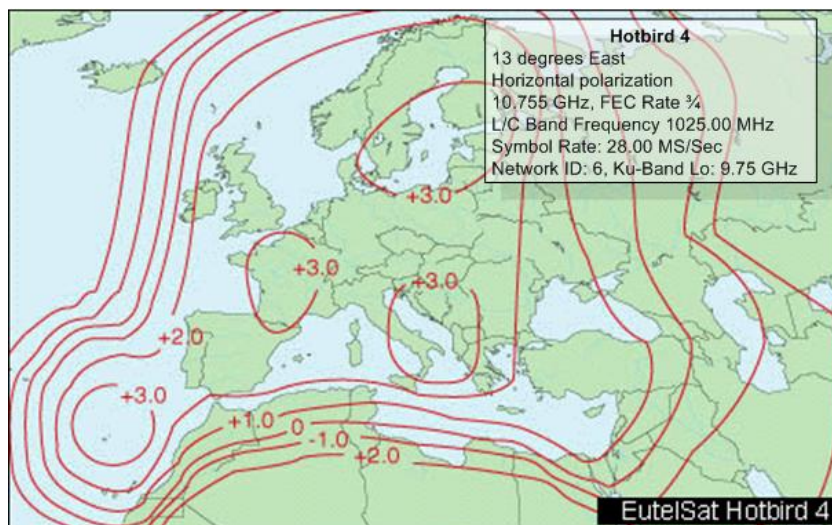 Hotbird 4
13 degrees East
Horizontal polarization
10.755 GHz, FEC Rate ¾
L/C Band Frequency 1025.00 MHz
Symbol Rate: 28.00 MS/Sec
Network ID: 6, Ku-Band Lo: 9.75 GHz
+3.0
+3.0
+3.0
+2.0
+3.0
+1.0
0
-1.0
+2.0
EutelSat Hotbird 4